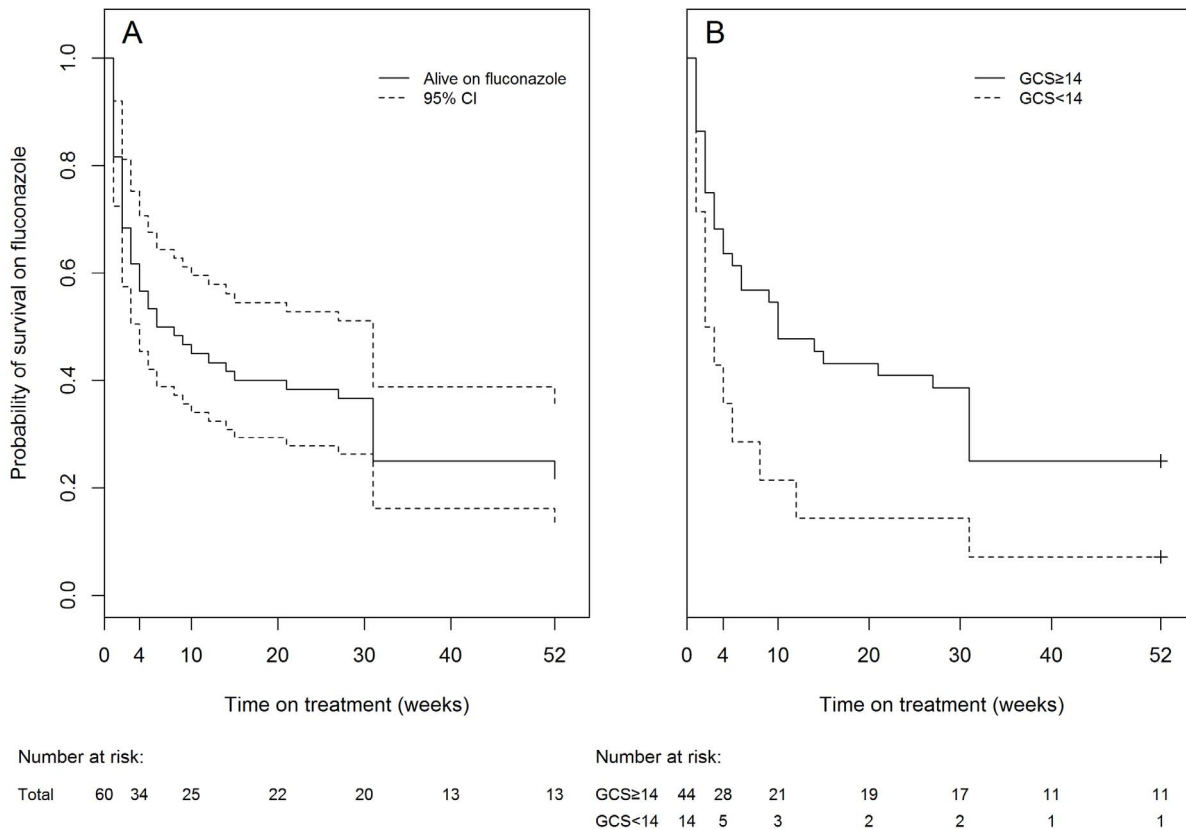 A
Alive on fluconazole
95% CI
Probability of survival on fluconazole
1.0
0.8
0.6
0.4
0.2
0.0
0 4 10 20 30 40 52
Time on treatment (weeks)
Number at risk:
Total 60 34 25 22 20 13 13
B
GCS≥14
GCS<14
0 4 10 20 30 40 52
Time on treatment (weeks)
Number at risk:
GCS≥14 44 28 21 19 17 11 11
GCS<14 14 5 3 2 2 1 1